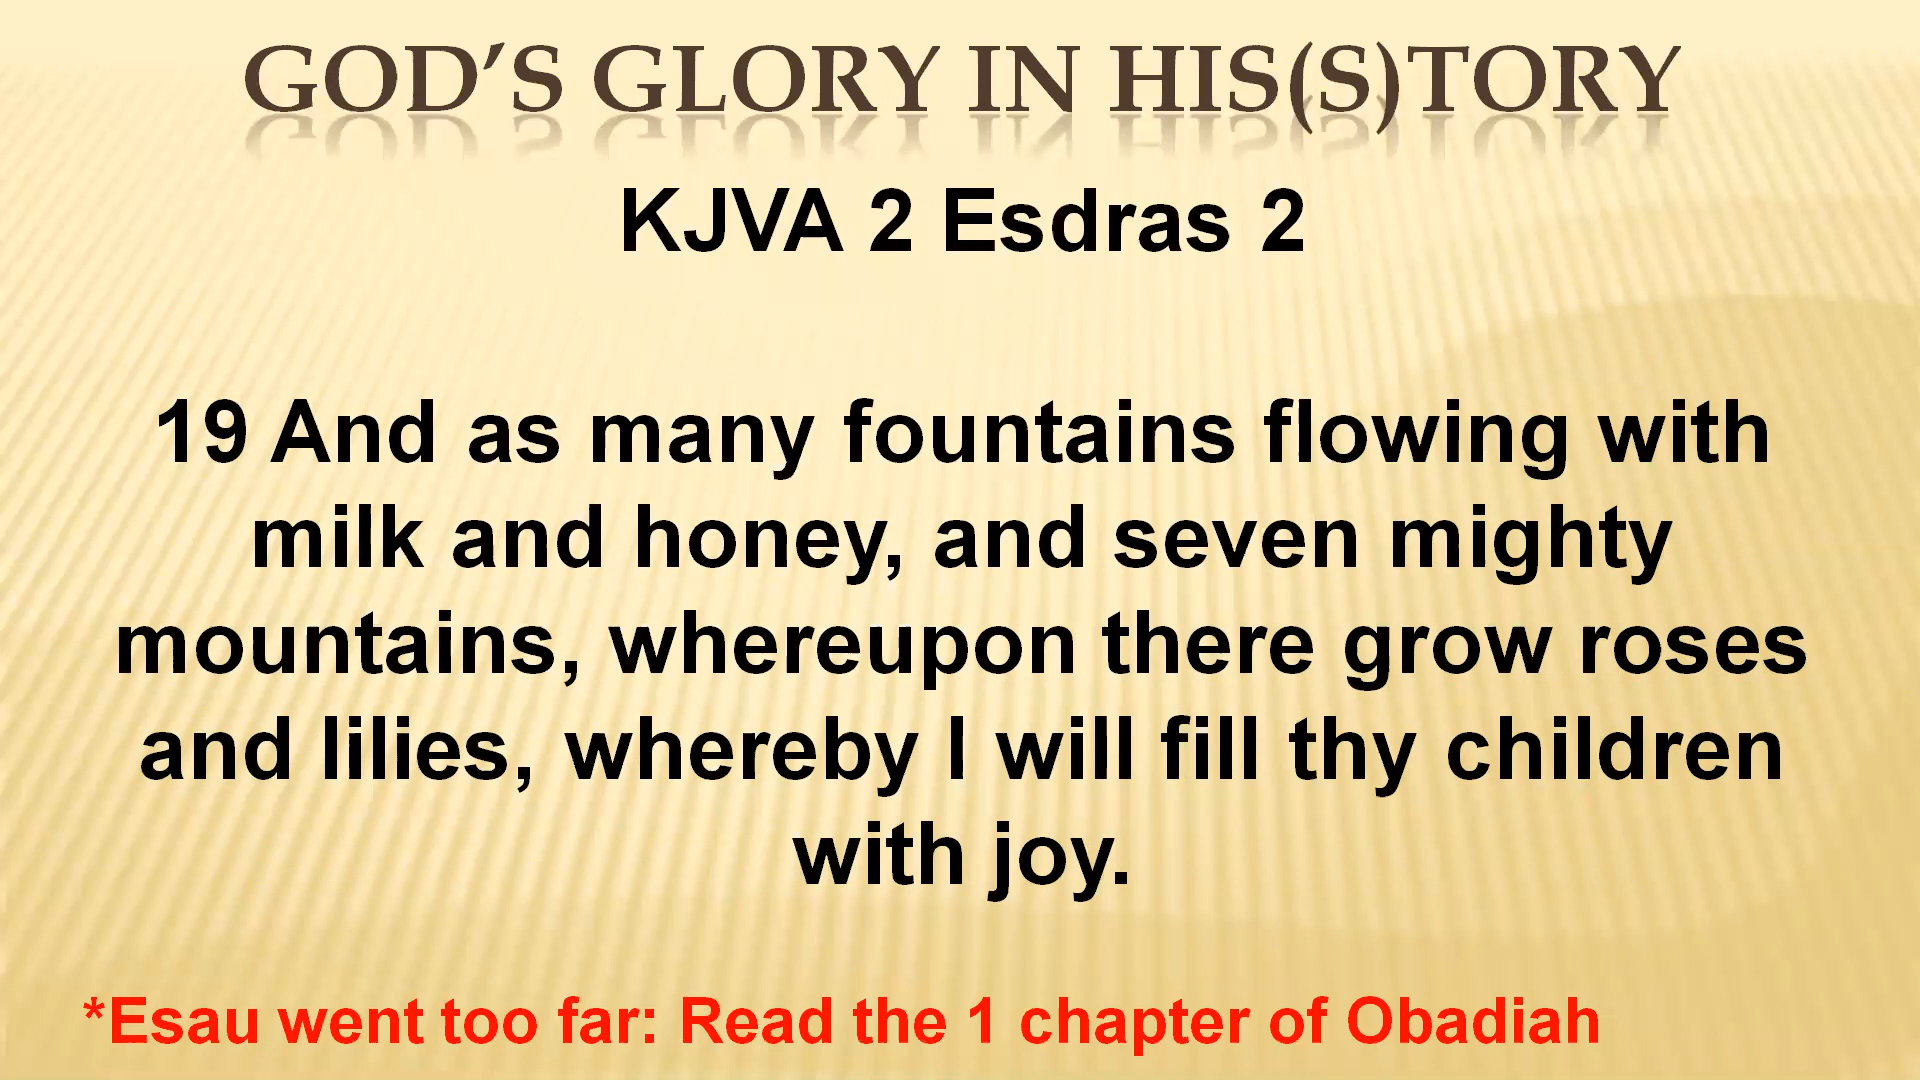 GOD’S GLORY IN HIS(S)TORY
KJVA 2 Esdras 2
19 And as many fountains flowing with
milk and honey, and seven mighty
mountains, whereupon there grow roses
and lilies, whereby I will fill thy children
with joy.
*Esau went too far: Read the 1 chapter of Obadiah